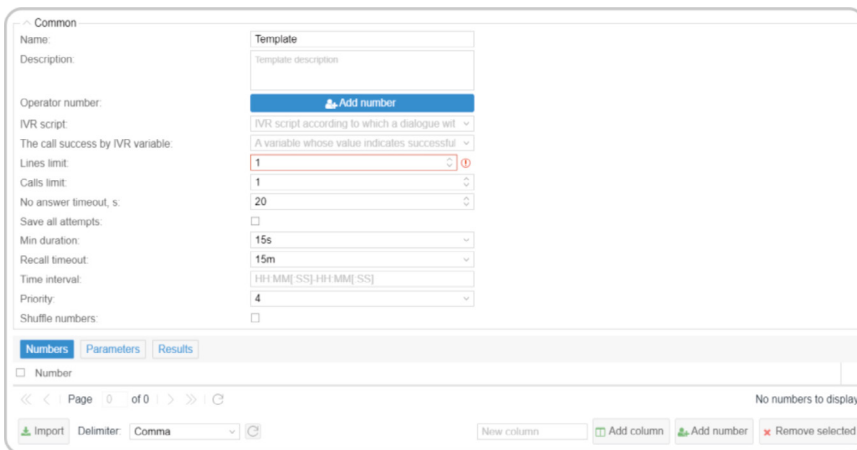 Common
Name: Template
Description: Template description
Operator number: Add number
IVR script: IVR script according to which a dialogue wit
The call success by IVR variable: A variable whose value indicates successful
Lines limit: 1
Calls limit: 1
No answer timeout, s: 20
Save all attempts:
Min duration: 15s
Recall timeout: 15m
Time interval: HH:MM[:SS]-HH:MM[:SS]
Priority: 4
Shuffle numbers:
Numbers Parameters Results
Number
Page 0 of 0 No numbers to display
Import Delimiter: Comma New column Add column Add number Remove selected